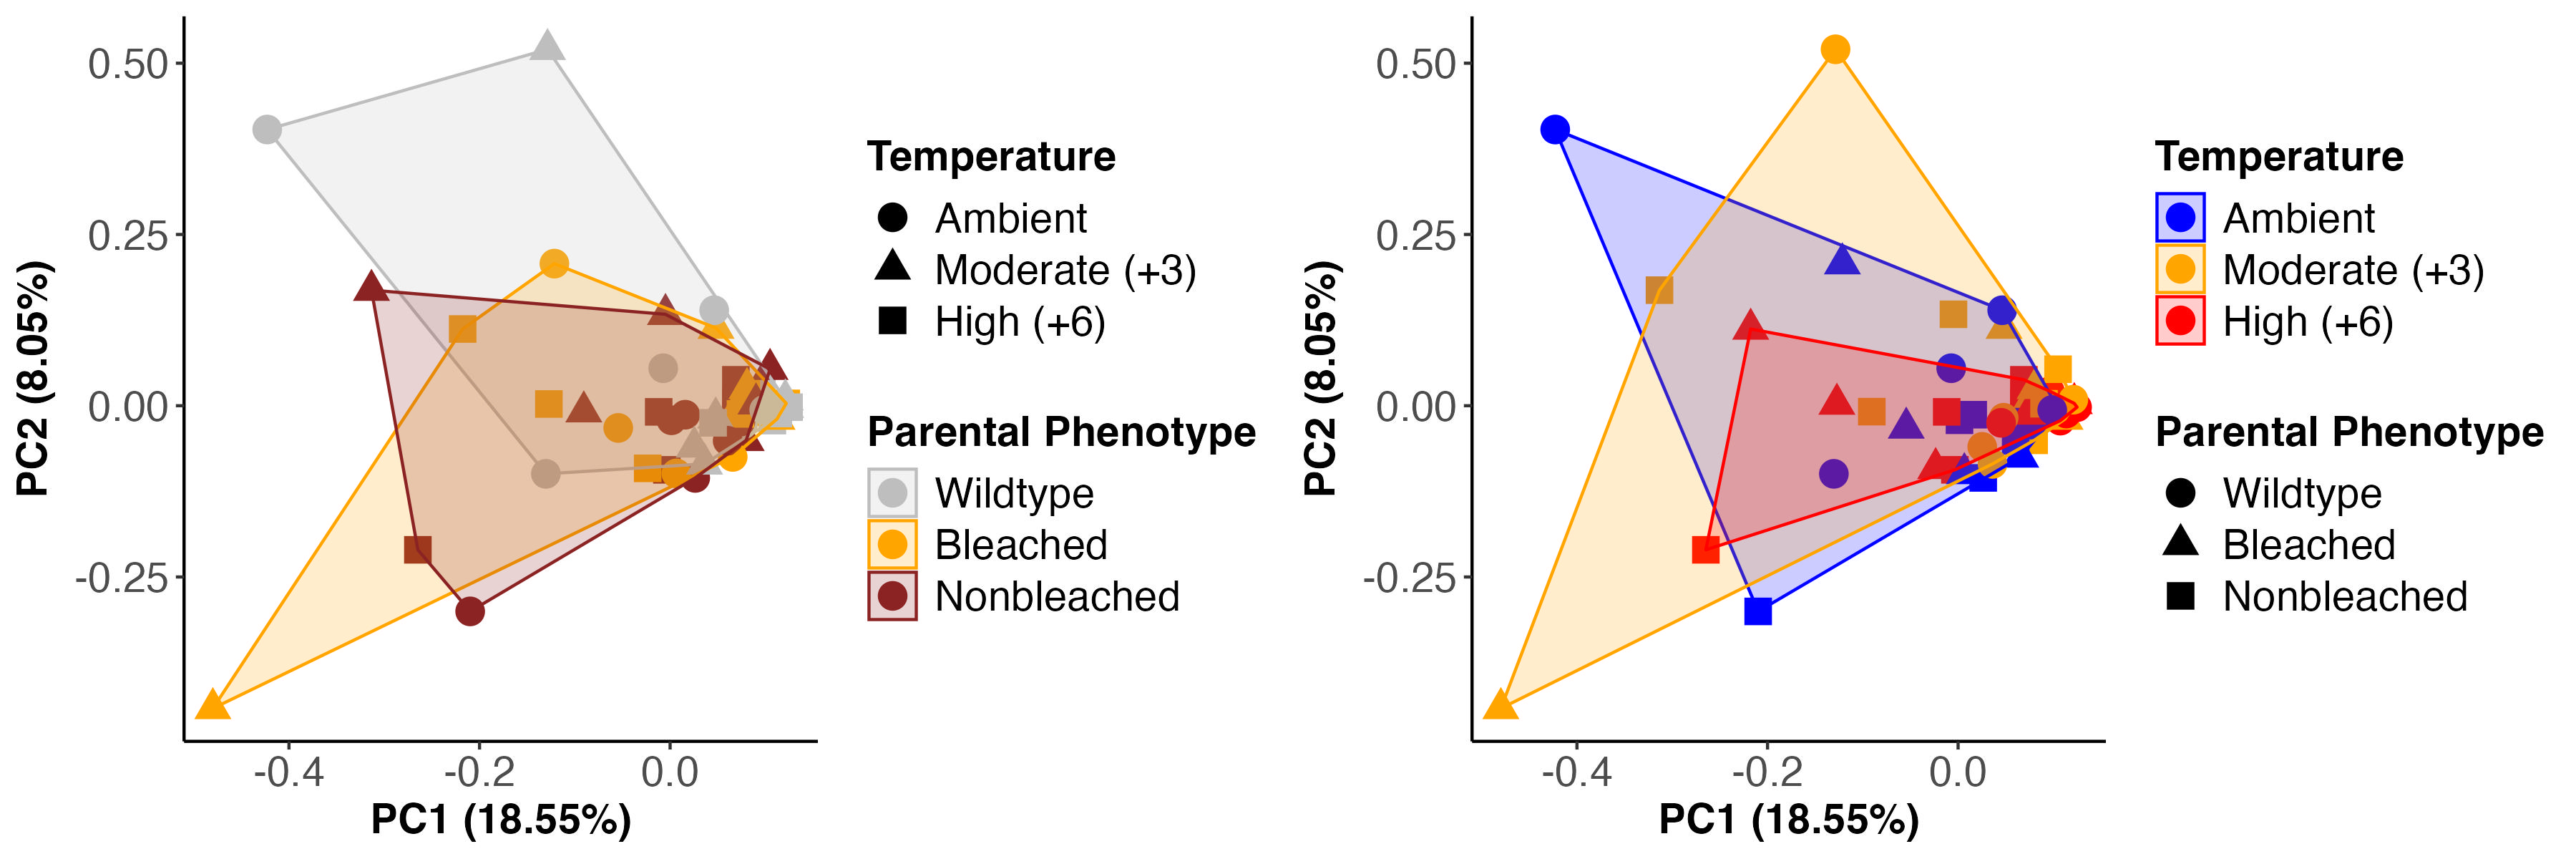 PC2 (8.05%)
0.50
0.25
0.00
-0.25
-0.4
-0.2
0.0
PC1 (18.55%)
Temperature
Ambient
Moderate (+3)
High (+6)
Parental Phenotype
Wildtype
Bleached
Nonbleached
PC2 (8.05%)
0.50
0.25
0.00
-0.25
-0.4
-0.2
0.0
PC1 (18.55%)
Temperature
Ambient
Moderate (+3)
High (+6)
Parental Phenotype
Wildtype
Bleached
Nonbleached